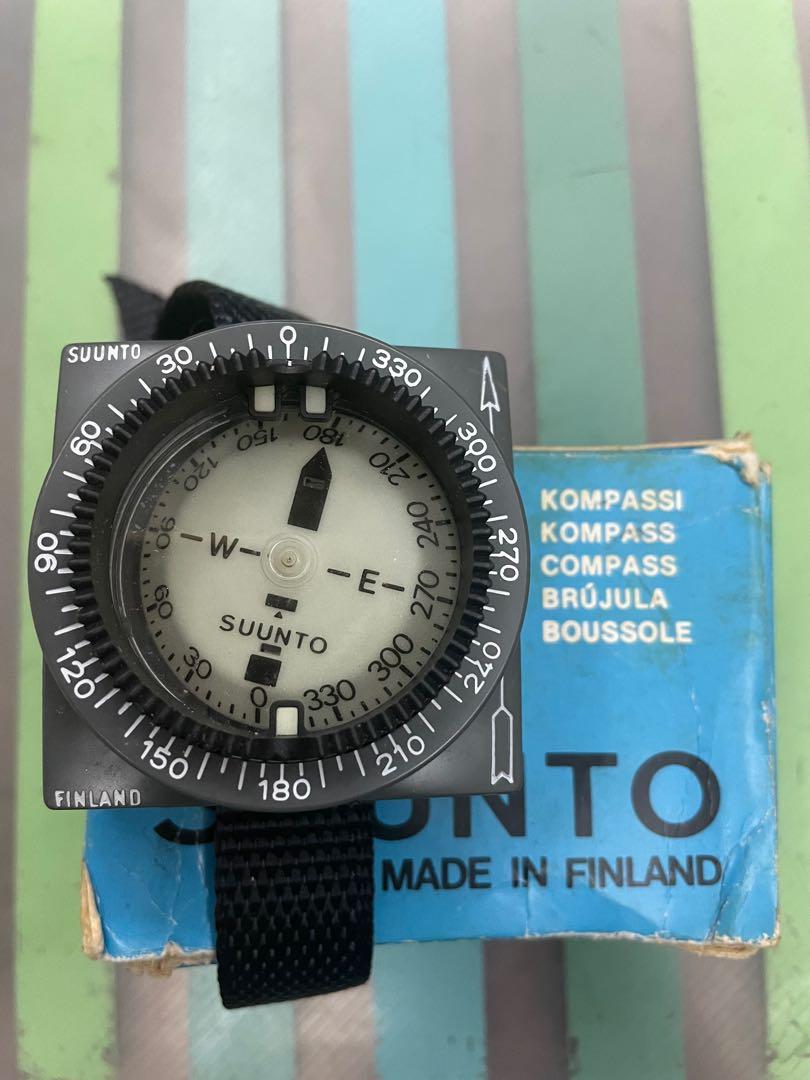 SUUNTO
0
330
300
270
240
210
180
150
120
90
60
30
180
210
240
270
300
330
0
30
60
90
120
150
W
E
SUUNTO
FINLAND
KOMPASSI
KOMPASS
COMPASS
BRÚJULA
BOUSSOLE
UNTO
MADE IN FINLAND